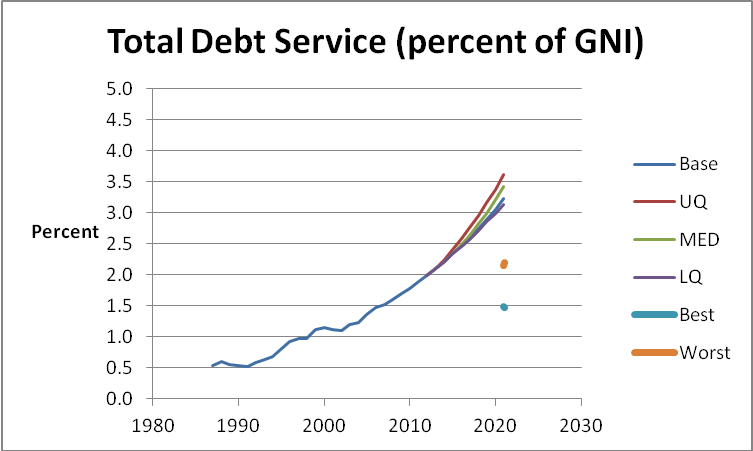 Total Debt Service (percent of GNI)
5.0
4.5
4.0
3.5
3.0
2.5
2.0
1.5
1.0
0.5
0.0
Percent
1980 1990 2000 2010 2020 2030
Base
UQ
MED
LQ
Best
Worst